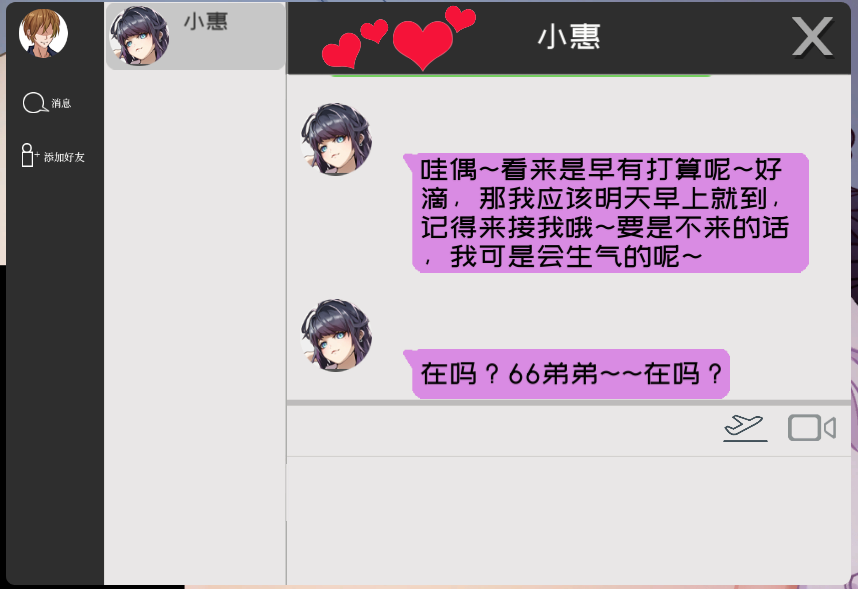 小惠
小惠
消息
添加好友
哇偶~看来是早有打算呢~好
滴，那我应该明天早上就到，
记得来接我哦~要是不来的话
，我可是会生气的呢~
在吗？66弟弟~~在吗？